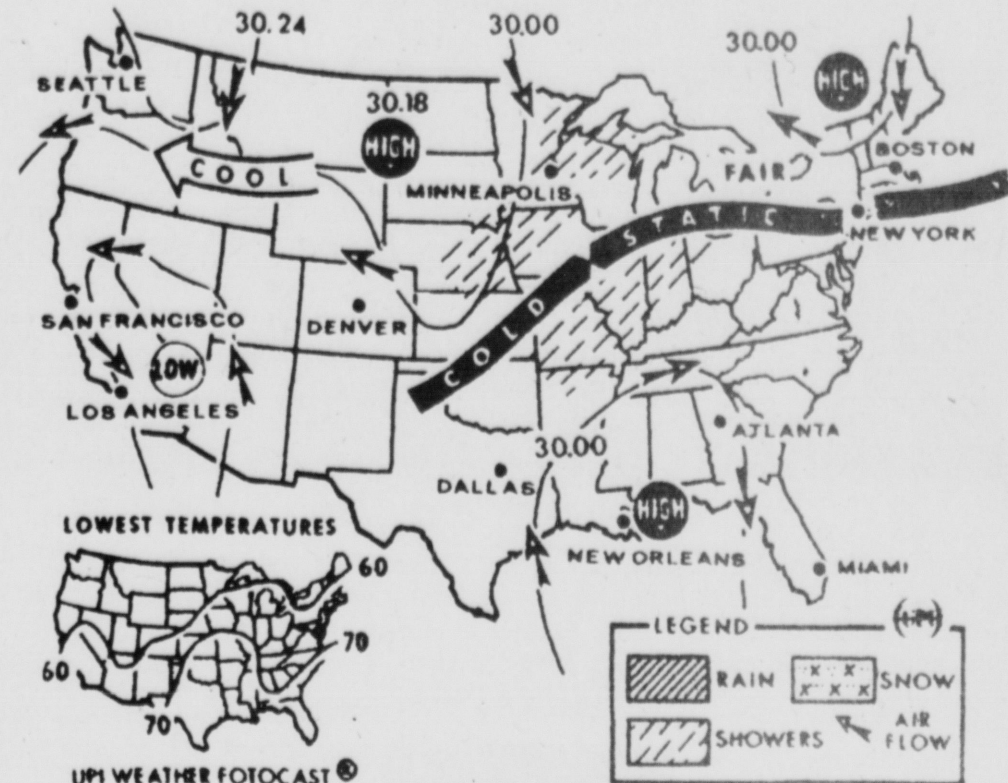 30.24
30.00
30.00
HIGH
SEATTLE
30.18
HIGH
BOSTON
COOL
MINNEAPOLIS
FAIR
STATIC
NEW YORK
SAN FRANCISCO
DENVER
COLD
LOW
LOS ANGELES
ATLANTA
30.00
DALLAS
HIGH
NEW ORLEANS
MIAMI
LOWEST TEMPERATURES
60
70
60
70
LEGEND
RAIN
SNOW
SHOWERS
AIR
FLOW
UPI WEATHER FOTOCAST ®